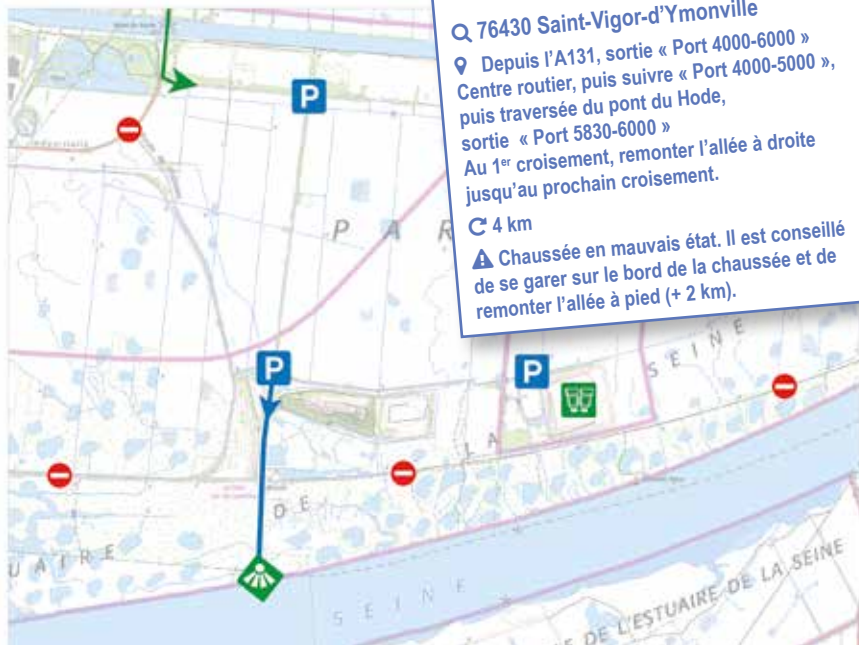 76430 Saint-Vigor-d'Ymonville
Depuis l'A131, sortie « Port 4000-6000 »
Centre routier, puis suivre « Port 4000-5000 »,
puis traversée du pont du Hode,
sortie « Port 5830-6000 »
Au 1er croisement, remonter l'allée à droite
jusqu'au prochain croisement.
4 km
Chaussée en mauvais état. Il est conseillé
de se garer sur le bord de la chaussée et de
remonter l'allée à pied (+ 2 km).
P
P A R
P
P
SEINE
LA
DE
UAIRE
SEINE
DE L'ESTUAIRE DE LA SEINE